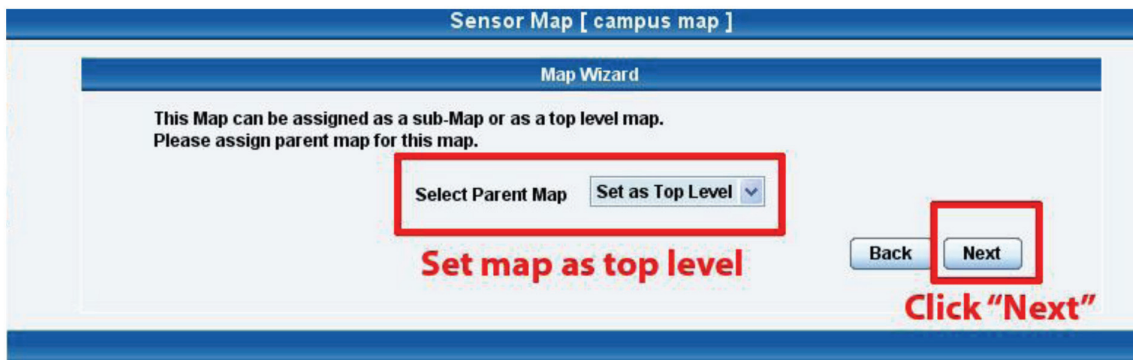 Sensor Map [ campus map ]
Map Wizard
This Map can be assigned as a sub-Map or as a top level map.
Please assign parent map for this map.
Select Parent Map Set as Top Level
Set map as top level
Back Next
Click “Next”